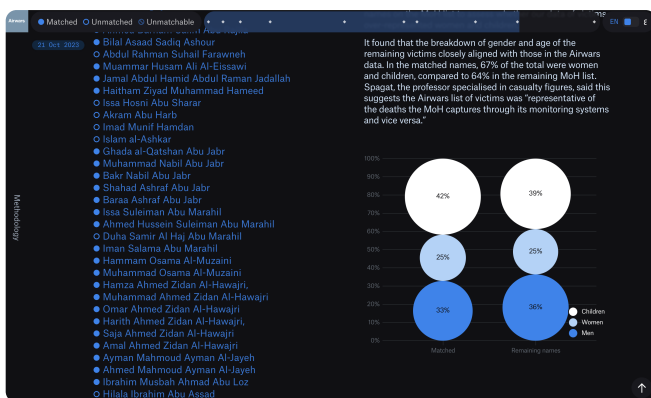 Airwars
Matched
Unmatched
Unmatchable
EN
21 Oct 2023
Bilal Asaad Sadiq Ashour
Abdul Rahman Suhail Farawneh
Muammar Husam Ali Al-Eissawi
Jamal Abdul Hamid Abdul Raman Jadallah
Haitham Ziyad Muhammad Hameed
Issa Hosni Abu Sharar
Akram Abu Harb
Imad Munif Hamdan
Islam al-Ashkar
Ghada al-Qatshan Abu Jabr
Muhammad Nabil Abu Jabr
Bakr Nabil Abu Jabr
Shahad Ashraf Abu Jabr
Baraa Ashraf Abu Jabr
Issa Suleiman Abu Marahil
Ahmed Hussein Suleiman Abu Marahil
Duha Samir Al Haj Abu Marahil
Iman Salama Abu Marahil
Hammam Osama Al-Muzaini
Muhammad Osama Al-Muzaini
Hamza Ahmed Zidan Al-Hawajri,
Muhammad Ahmed Zidan Al-Hawajri
Omar Ahmed Zidan Al-Hawajri
Harith Ahmed Zidan Al-Hawajri,
Saja Ahmed Zidan Al-Hawajri
Amal Ahmed Zidan Al-Hawajri
Ayman Mahmoud Ayman Al-Jayeh
Ahmed Mahmoud Ayman Al-Jayeh
Ibrahim Musbah Ahmad Abu Loz
Hilala Ibrahim Abu Assad
Methodology
It found that the breakdown of gender and age of the
remaining victims closely aligned with those in the Airwars
data. In the matched names, 67% of the total were women
and children, compared to 64% in the remaining MoH list.
Spagat, the professor specialised in casualty figures, said this
suggests the Airwars list of victims was “representative of
the deaths the MoH captures through its monitoring systems
and vice versa.”
100%
90%
80%
70%
60%
50%
40%
30%
20%
10%
0%
42%
39%
25%
25%
33%
36%
Children
Women
Men
Matched
Remaining names